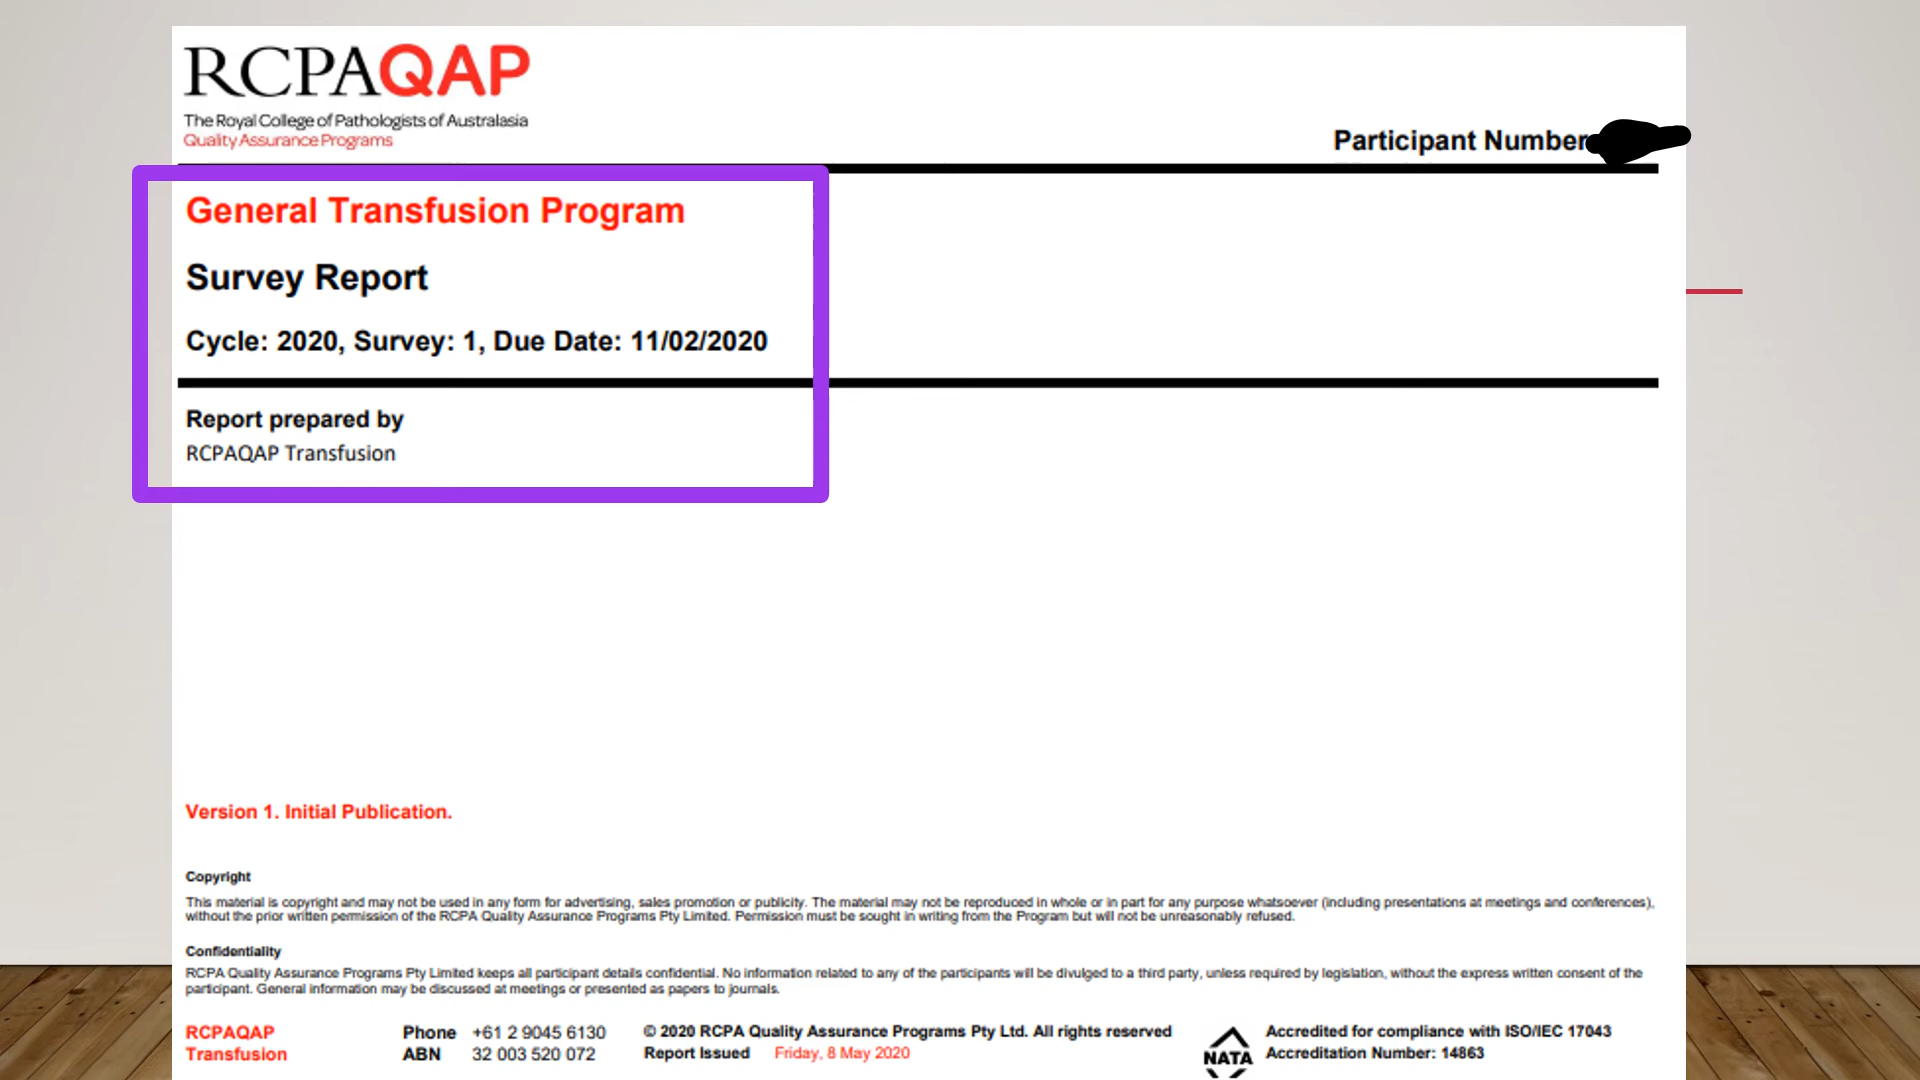 RCPAQAP
The Royal College of Pathologists of Australasia
Quality Assurance Programs
Participant Number
General Transfusion Program
Survey Report
Cycle: 2020, Survey: 1, Due Date: 11/02/2020
Report prepared by
RCPAQAP Transfusion
Version 1. Initial Publication.
Copyright
This material is copyright and may not be used in any form for advertising, sales promotion or publicity. The material may not be reproduced in whole or in part for any purpose whatsoever (including presentations at meetings and conferences),
without the prior written permission of the RCPA Quality Assurance Programs Pty Limited. Permission must be sought in writing from the Program but will not be unreasonably refused.
Confidentiality
RCPA Quality Assurance Programs Pty Limited keeps all participant details confidential. No information related to any of the participants will be divulged to a third party, unless required by legislation, without the express written consent of the
participant. General information may be discussed at meetings or presented as papers to journals.
RCPAQAP
Transfusion
Phone +61 2 9045 6130
ABN 32 003 520 072
© 2020 RCPA Quality Assurance Programs Pty Ltd. All rights reserved
Report Issued Friday, 8 May 2020
NATA
Accredited for compliance with ISO/IEC 17043
Accreditation Number: 14863